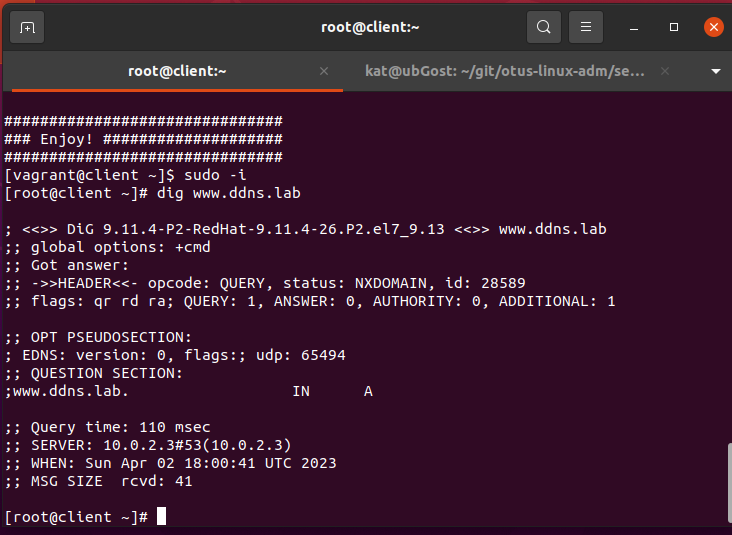 root@client:~
root@client:~ × kat@ubGost: ~/git/otus-linux-adm/se... ×
###############################
### Enjoy! ####################
###############################
[vagrant@client ~]$ sudo -i
[root@client ~]# dig www.ddns.lab
; <<>> DiG 9.11.4-P2-RedHat-9.11.4-26.P2.el7_9.13 <<>> www.ddns.lab
;; global options: +cmd
;; Got answer:
;; ->>HEADER<<- opcode: QUERY, status: NXDOMAIN, id: 28589
;; flags: qr rd ra; QUERY: 1, ANSWER: 0, AUTHORITY: 0, ADDITIONAL: 1
;; OPT PSEUDOSECTION:
; EDNS: version: 0, flags:; udp: 65494
;; QUESTION SECTION:
;www.ddns.lab. IN A
;; Query time: 110 msec
;; SERVER: 10.0.2.3#53(10.0.2.3)
;; WHEN: Sun Apr 02 18:00:41 UTC 2023
;; MSG SIZE rcvd: 41
[root@client ~]#